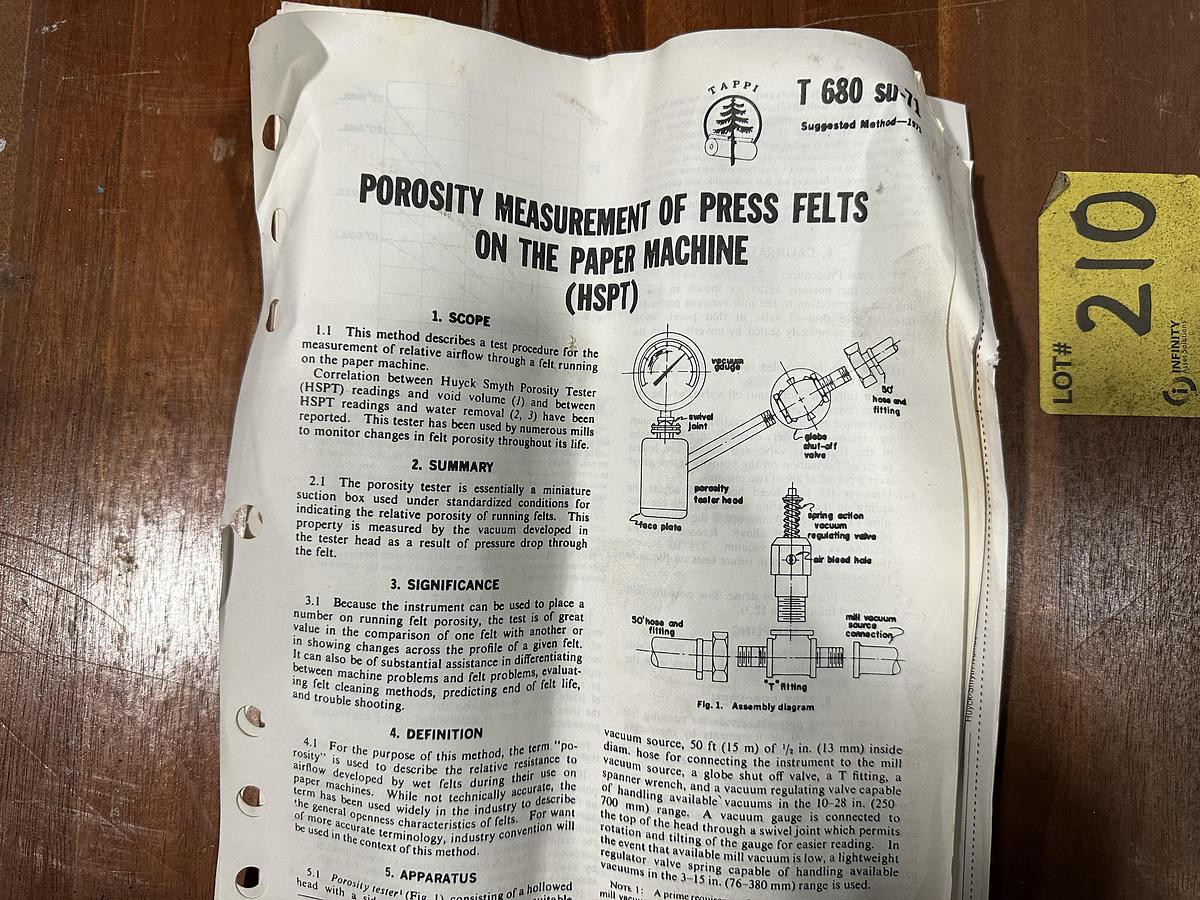 TAPPI
T 680 su-71
Suggested Method—1971
POROSITY MEASUREMENT OF PRESS FELTS
ON THE PAPER MACHINE
(HSPT)
1. SCOPE
1.1 This method describes a test procedure for the
measurement of relative airflow through a felt running
on the paper machine.
Correlation between Huyck Smyth Porosity Tester
(HSPT) readings and void volume (1) and between
HSPT readings and water removal (2, 3) have been
reported. This tester has been used by numerous mills
to monitor changes in felt porosity throughout its life.
2. SUMMARY
2.1 The porosity tester is essentially a miniature
suction box used under standardized conditions for
indicating the relative porosity of running felts. This
property is measured by the vacuum developed in
the tester head as a result of pressure drop through
the felt.
3. SIGNIFICANCE
3.1 Because the instrument can be used to place a
number on running felt porosity, the test is of great
value in the comparison of one felt with another or
in showing changes across the profile of a given felt.
It can also be of substantial assistance in differentiating
between machine problems and felt problems, evaluat-
ing felt cleaning methods, predicting end of felt life,
and trouble shooting.
4. DEFINITION
4.1 For the purpose of this method, the term "po-
rosity" is used to describe the relative resistance to
airflow developed by wet felts during their use on
paper machines. While not technically accurate, the
term has been used widely in the industry to describe
the general openness characteristics of felts. For want
of more accurate terminology, industry convention will
be used in the context of this method.
5. APPARATUS
5.1 Porosity tester¹ (Fig. 1) consisting of a hollowed
head with a
vacuum
gauge
swivel
joint
50'
hose and
fitting
globe
shut-off
valve
porosity
tester head
face plate
spring action
vacuum
regulating valve
air bleed hole
50' hose and
fitting
mill vacuum
source
connection
"T" fitting
Fig. 1. Assembly diagram
vacuum source, 50 ft (15 m) of 1/2 in. (13 mm) inside
diam. hose for connecting the instrument to the mill
vacuum source, a globe shut off valve, a T fitting, a
spanner wrench, and a vacuum regulating valve capable
of handling available vacuums in the 10-28 in. (250-
700 mm) range. A vacuum gauge is connected to
the top of the head through a swivel joint which permits
rotation and tilting of the gauge for easier reading. In
the event that available mill vacuum is low, a lightweight
regulator valve spring capable of handling available
vacuums in the 3-15 in. (76-380 mm) range is used.
NOTE 1: A prime
mill
LOT#
210
INFINITY
Asset Solutions